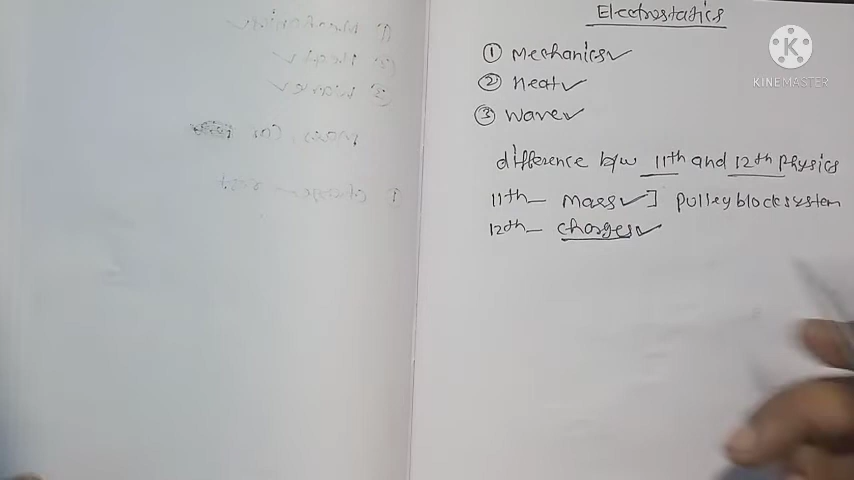 Electrostatics
① Mechanics✓
② Heat✓
③ Wave✓
difference b/w 11th and 12th Physics
11th— Mass✓] pulley block system
12th— charges✓
K
KINEMASTER